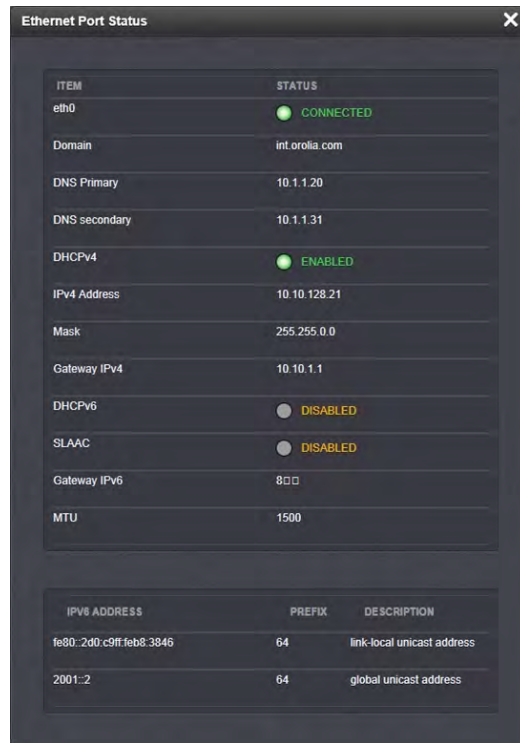 Ethernet Port Status
ITEM STATUS
eth0 CONNECTED
Domain int.orolia.com
DNS Primary 10.1.1.20
DNS secondary 10.1.1.31
DHCPv4 ENABLED
IPv4 Address 10.10.128.21
Mask 255.255.0.0
Gateway IPv4 10.10.1.1
DHCPv6 DISABLED
SLAAC DISABLED
Gateway IPv6 8□□
MTU 1500
IPV6 ADDRESS PREFIX DESCRIPTION
fe80::2d0:c9ff:feb8:3846 64 link-local unicast address
2001::2 64 global unicast address